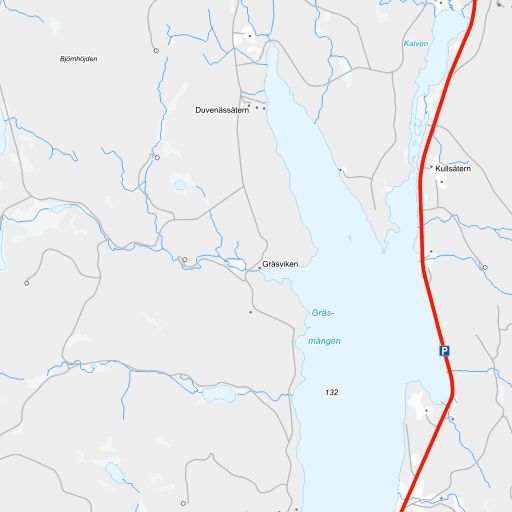 Kalven
Björnhöjden
Duvenässätern
Kullsätern
Gräsviken
Gräs-
mången
P
132